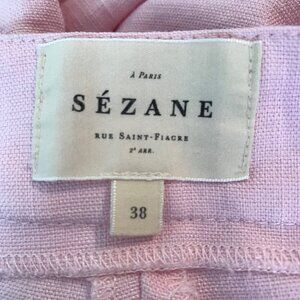 À PARIS
SÉZANE
RUE SAINT-FIACRE
2ᵉ ARR.
38